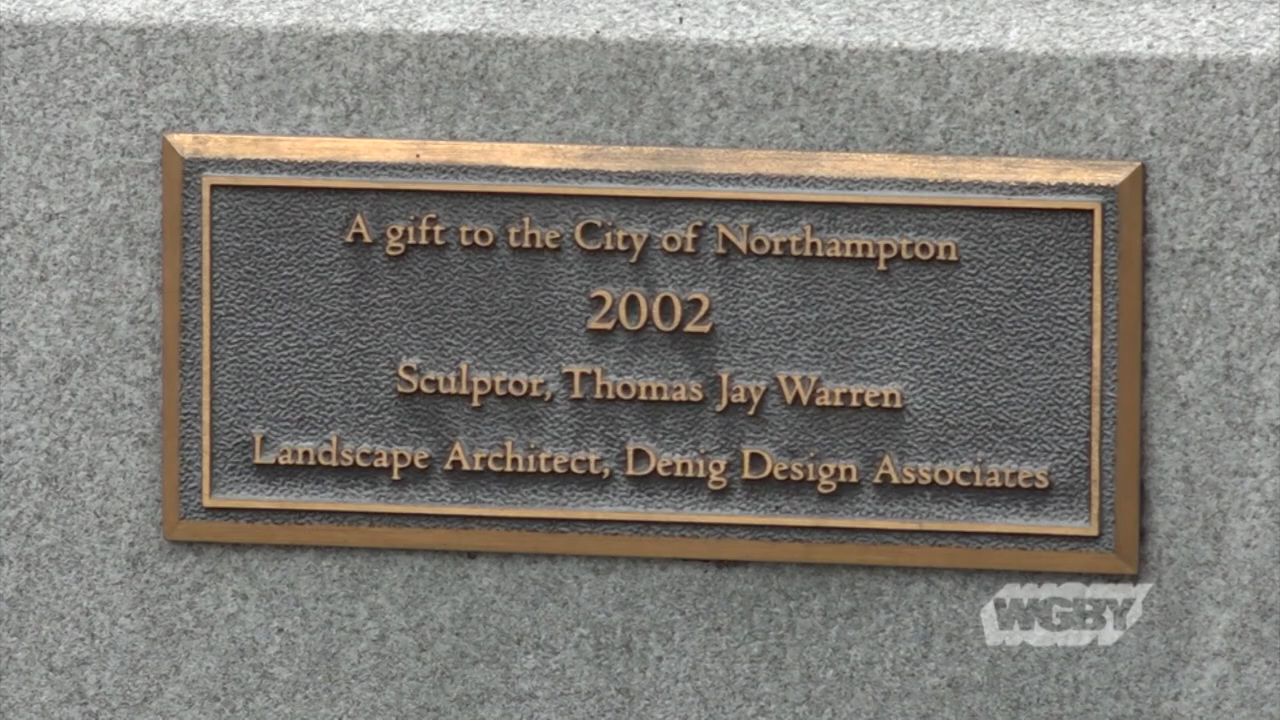 A gift to the City of Northampton
2002
Sculptor, Thomas Jay Warren
Landscape Architect, Denig Design Associates
WGBY